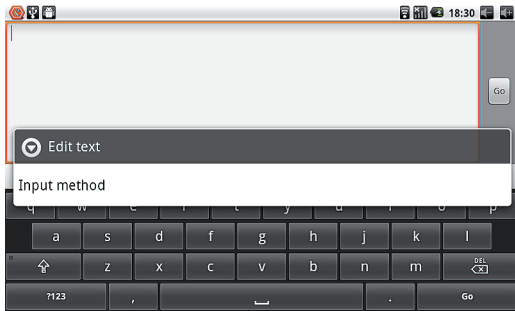 18:30
Go
Edit text
Input method
q w e r t y u i o p
a s d f g h j k l
z x c v b n m DEL
?123 , . Go